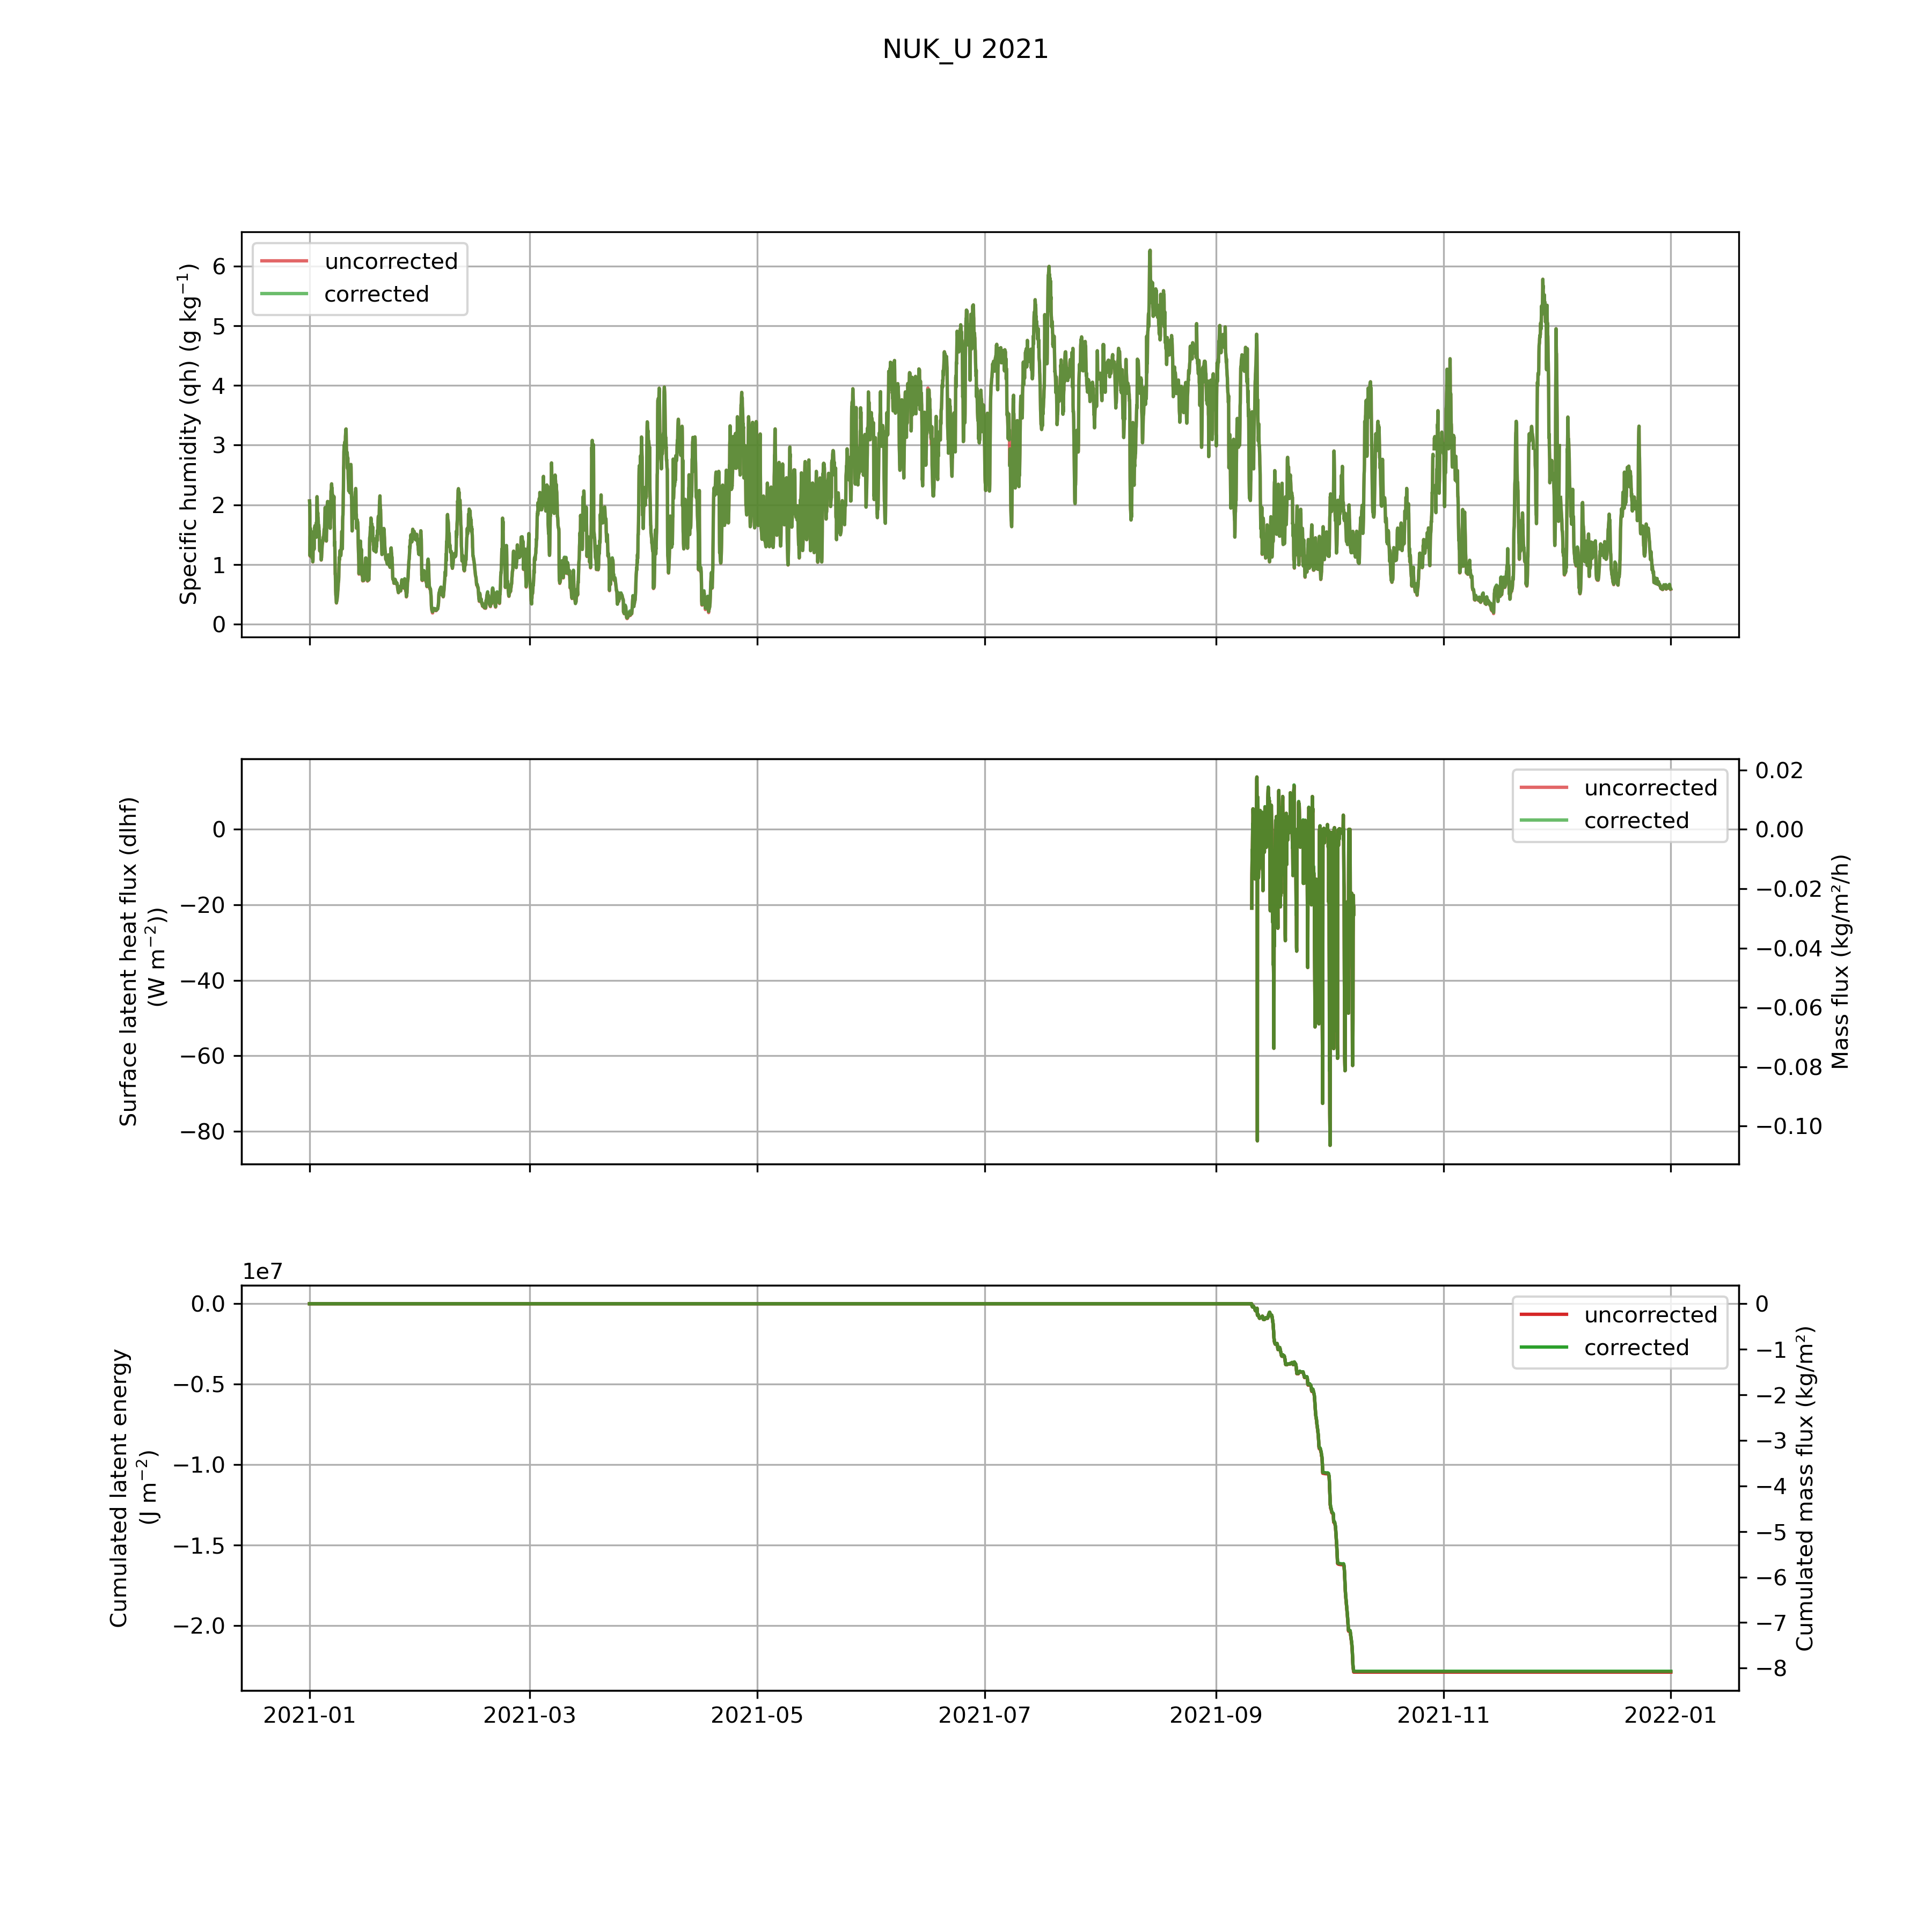 NUK_U 2021
Specific humidity (qh) (g kg⁻¹)
6
5
4
3
2
1
0
uncorrected
corrected
Surface latent heat flux (dlhf)
(W m⁻²))
0
−20
−40
−60
−80
uncorrected
corrected
0.02
0.00
−0.02
−0.04
−0.06
−0.08
−0.10
Mass flux (kg/m²/h)
1e7
Cumulated latent energy
(J m⁻²)
0.0
−0.5
−1.0
−1.5
−2.0
uncorrected
corrected
0
−1
−2
−3
−4
−5
−6
−7
−8
Cumulated mass flux (kg/m²)
2021-01 2021-03 2021-05 2021-07 2021-09 2021-11 2022-01